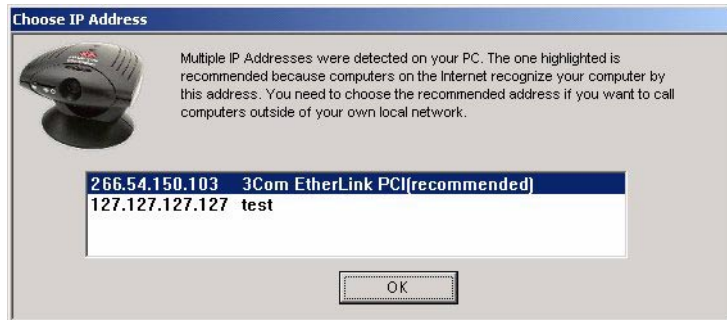 Choose IP Address
Multiple IP Addresses were detected on your PC. The one highlighted is
recommended because computers on the Internet recognize your computer by
this address. You need to choose the recommended address if you want to call
computers outside of your own local network.
266.54.150.103 3Com EtherLink PCI(recommended)
127.127.127.127 test
OK